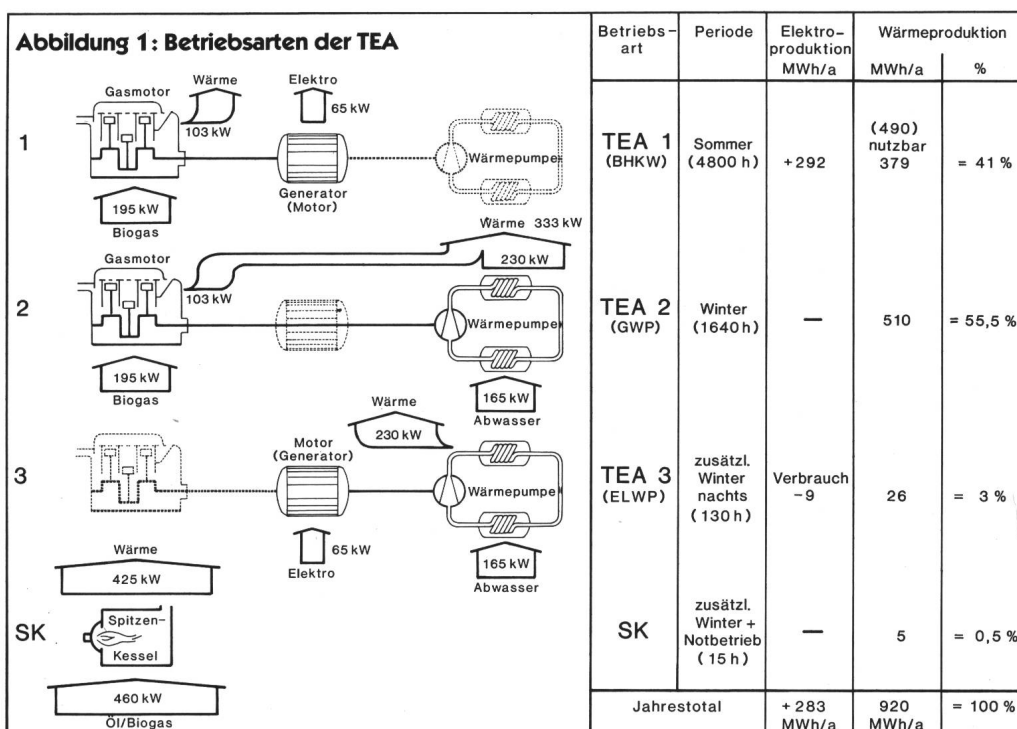 Abbildung 1: Betriebsarten der TEA
1
Gasmotor
Wärme
103 kW
Elektro
65 kW
Wärmepumpe
Generator
(Motor)
195 kW
Biogas
2
Gasmotor
103 kW
Wärme 333 kW
230 kW
Wärmepumpe
195 kW
Biogas
165 kW
Abwasser
3
Motor
(Generator)
Wärme
230 kW
Wärmepumpe
65 kW
Elektro
165 kW
Abwasser
SK
Wärme
425 kW
Spitzen-
Kessel
460 kW
Öl/Biogas
Betriebs-
art
Periode
Elektro-
produktion
MWh/a
Wärmeproduktion
MWh/a
%
TEA 1
(BHKW)
Sommer
(4800 h)
+292
(490)
nutzbar
379
= 41 %
TEA 2
(GWP)
Winter
(1640 h)
—
510
= 55,5 %
TEA 3
(ELWP)
zusätzl.
Winter
nachts
(130 h)
Verbrauch
-9
26
= 3 %
SK
zusätzl.
Winter +
Notbetrieb
(15 h)
—
5
= 0,5 %
Jahrestotal
+ 283
MWh/a
920
MWh/a
= 100 %